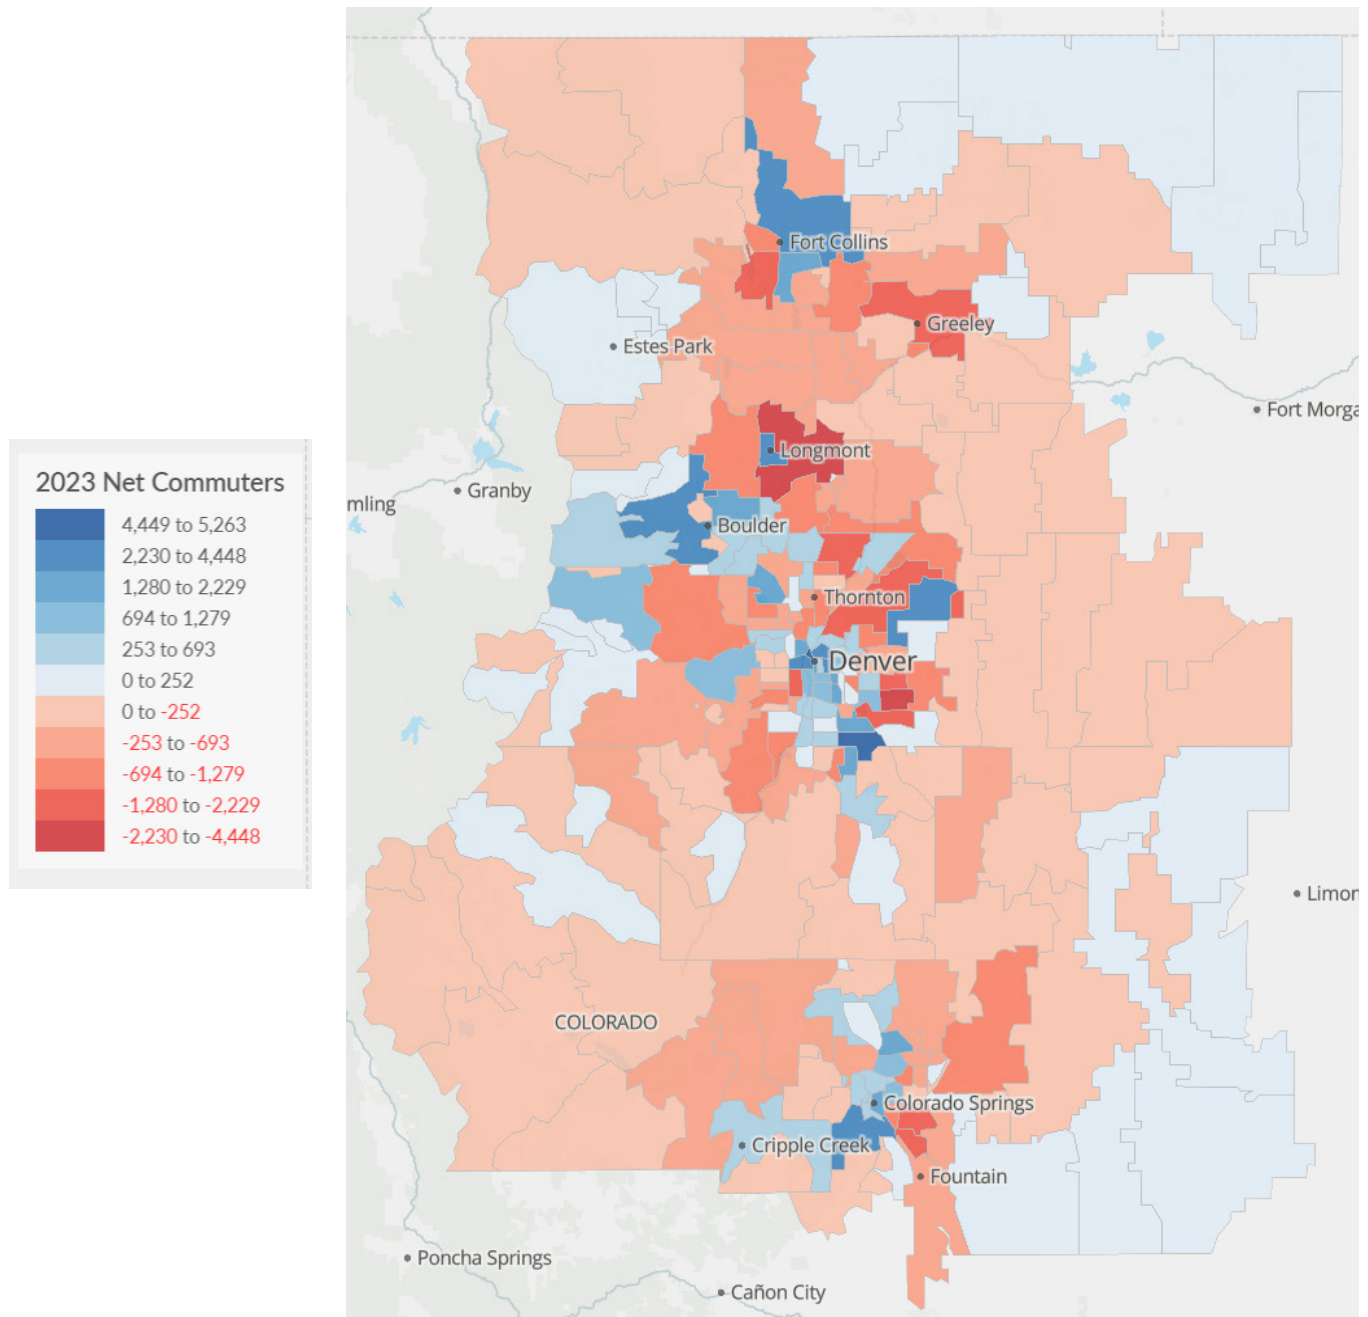 2023 Net Commuters
4,449 to 5,263
2,230 to 4,448
1,280 to 2,229
694 to 1,279
253 to 693
0 to 252
0 to -252
-253 to -693
-694 to -1,279
-1,280 to -2,229
-2,230 to -4,448
Fort Collins
Greeley
Estes Park
Fort Morga
Longmont
Granby
mling
Boulder
Thornton
Denver
Limon
COLORADO
Colorado Springs
Cripple Creek
Fountain
Poncha Springs
Cañon City